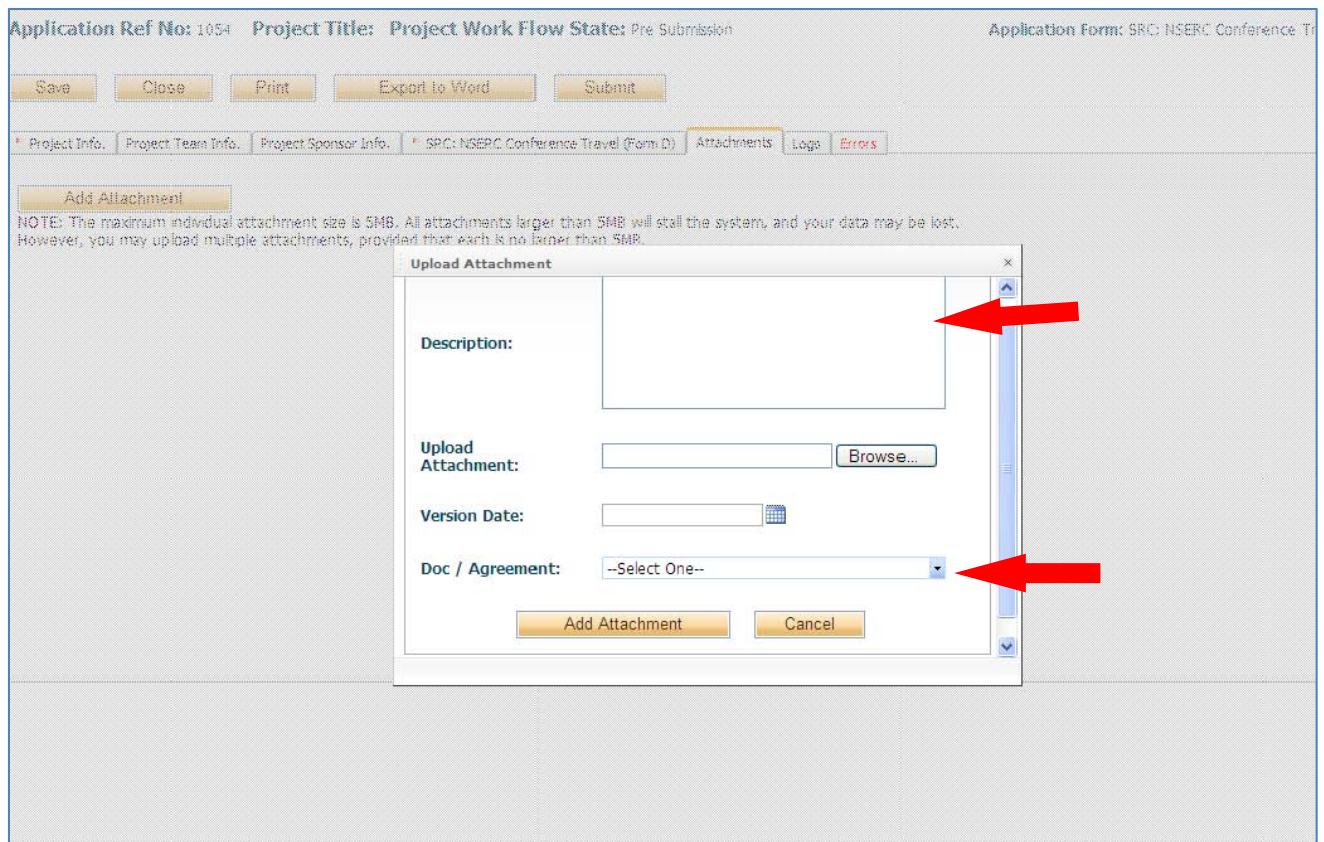 Application Ref No: 1054 Project Title: Project Work Flow State: Pre Submission Application Form: SRC: NSERC Conference Tr
Save Close Print Export to Word Submit
* Project Info. Project Team Info. Project Sponsor Info. * SRC: NSERC Conference Travel (Form D) Attachments Logs Errors
Add Attachment
NOTE: The maximum individual attachment size is 5MB. All attachments larger than 5MB will stall the system, and your data may be lost.
However, you may upload multiple attachments, provided that each is no larger than 5MB.
Upload Attachment ×
Description:
Upload
Attachment:
Browse...
Version Date:
Doc / Agreement: --Select One--
Add Attachment Cancel